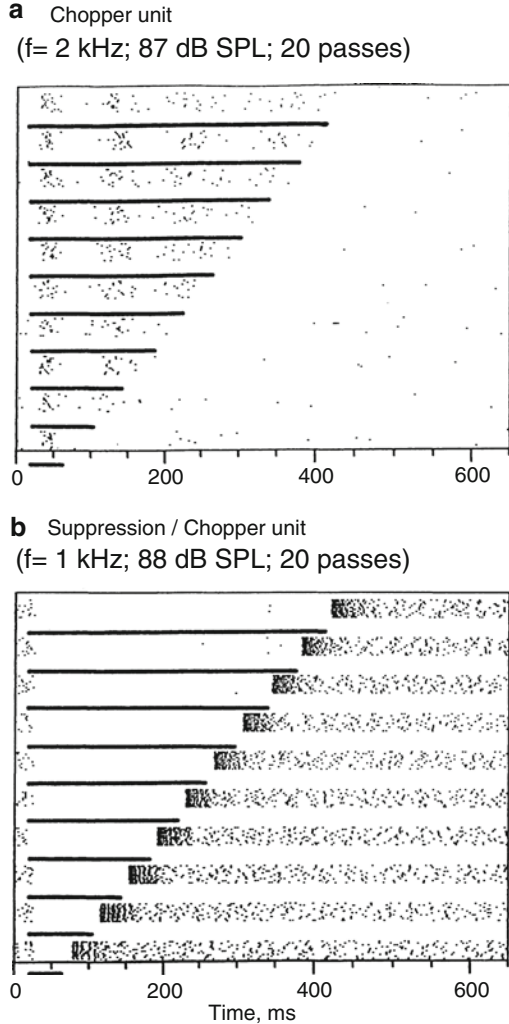 a Chopper unit
(f= 2 kHz; 87 dB SPL; 20 passes)
0 200 400 600
b Suppression / Chopper unit
(f= 1 kHz; 88 dB SPL; 20 passes)
0 200 400 600
Time, ms